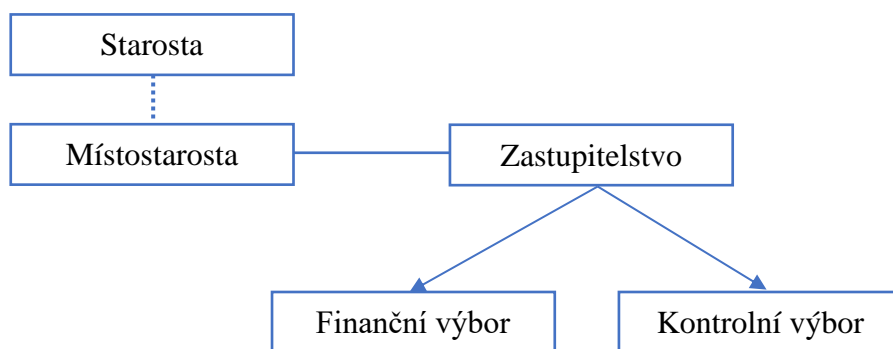 Starosta
Místostarosta
Zastupitelstvo
Finanční výbor
Kontrolní výbor